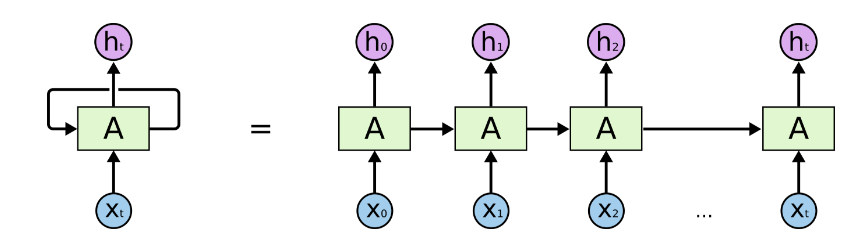 hₜ h₀ h₁ h₂ hₜ
A = A A A A
xₜ x₀ x₁ x₂ ... xₜ